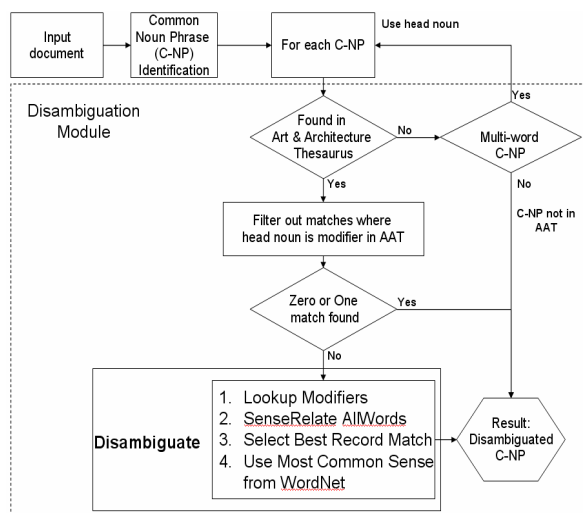 Input
document
Common
Noun Phrase
(C-NP)
Identification
For each C-NP
Use head noun
Disambiguation
Module
Found in
Art & Architecture
Thesaurus
No
Multi-word
C-NP
Yes
Yes
No
C-NP not in
AAT
Filter out matches where
head noun is modifier in AAT
Zero or One
match found
Yes
No
Disambiguate
1. Lookup Modifiers
2. SenseRelate AllWords
3. Select Best Record Match
4. Use Most Common Sense
from WordNet
Result:
Disambiguated
C-NP